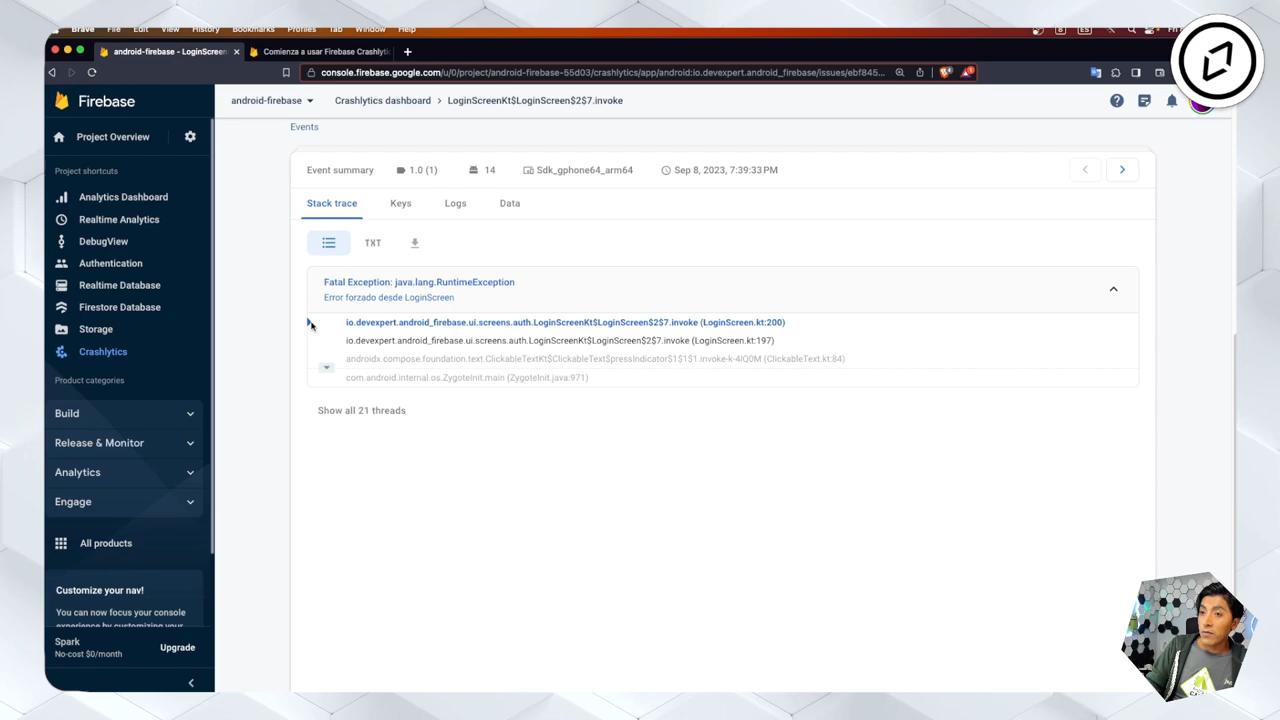 Brave File Edit View History Bookmarks Profiles Tab Window Help
android-firebase - LoginScreen
Comienza a usar Firebase Crashlyti
console.firebase.google.com/u/0/project/android-firebase-55d03/crashlytics/app/android:io.devexpert.android_firebase/issues/ebf845...
Firebase
android-firebase
Crashlytics dashboard
LoginScreenKt$LoginScreen$2$7.invoke
Project Overview
Project shortcuts
Analytics Dashboard
Realtime Analytics
DebugView
Authentication
Realtime Database
Firestore Database
Storage
Crashlytics
Product categories
Build
Release & Monitor
Analytics
Engage
All products
Customize your nav!
You can now focus your console
experience by customizing your
Spark
No-cost $0/month
Upgrade
Events
Event summary
1.0 (1)
14
Sdk_gphone64_arm64
Sep 8, 2023, 7:39:33 PM
Stack trace
Keys
Logs
Data
TXT
Fatal Exception: java.lang.RuntimeException
Error forzado desde LoginScreen
io.devexpert.android_firebase.ui.screens.auth.LoginScreenKt$LoginScreen$2$7.invoke (LoginScreen.kt:200)
io.devexpert.android_firebase.ui.screens.auth.LoginScreenKt$LoginScreen$2$7.invoke (LoginScreen.kt:197)
androidx.compose.foundation.text.ClickableTextKt$ClickableText$pressIndicator$1$1$1.invoke-k-4lQ0M (ClickableText.kt:84)
com.android.internal.os.ZygoteInit.main (ZygoteInit.java:971)
Show all 21 threads